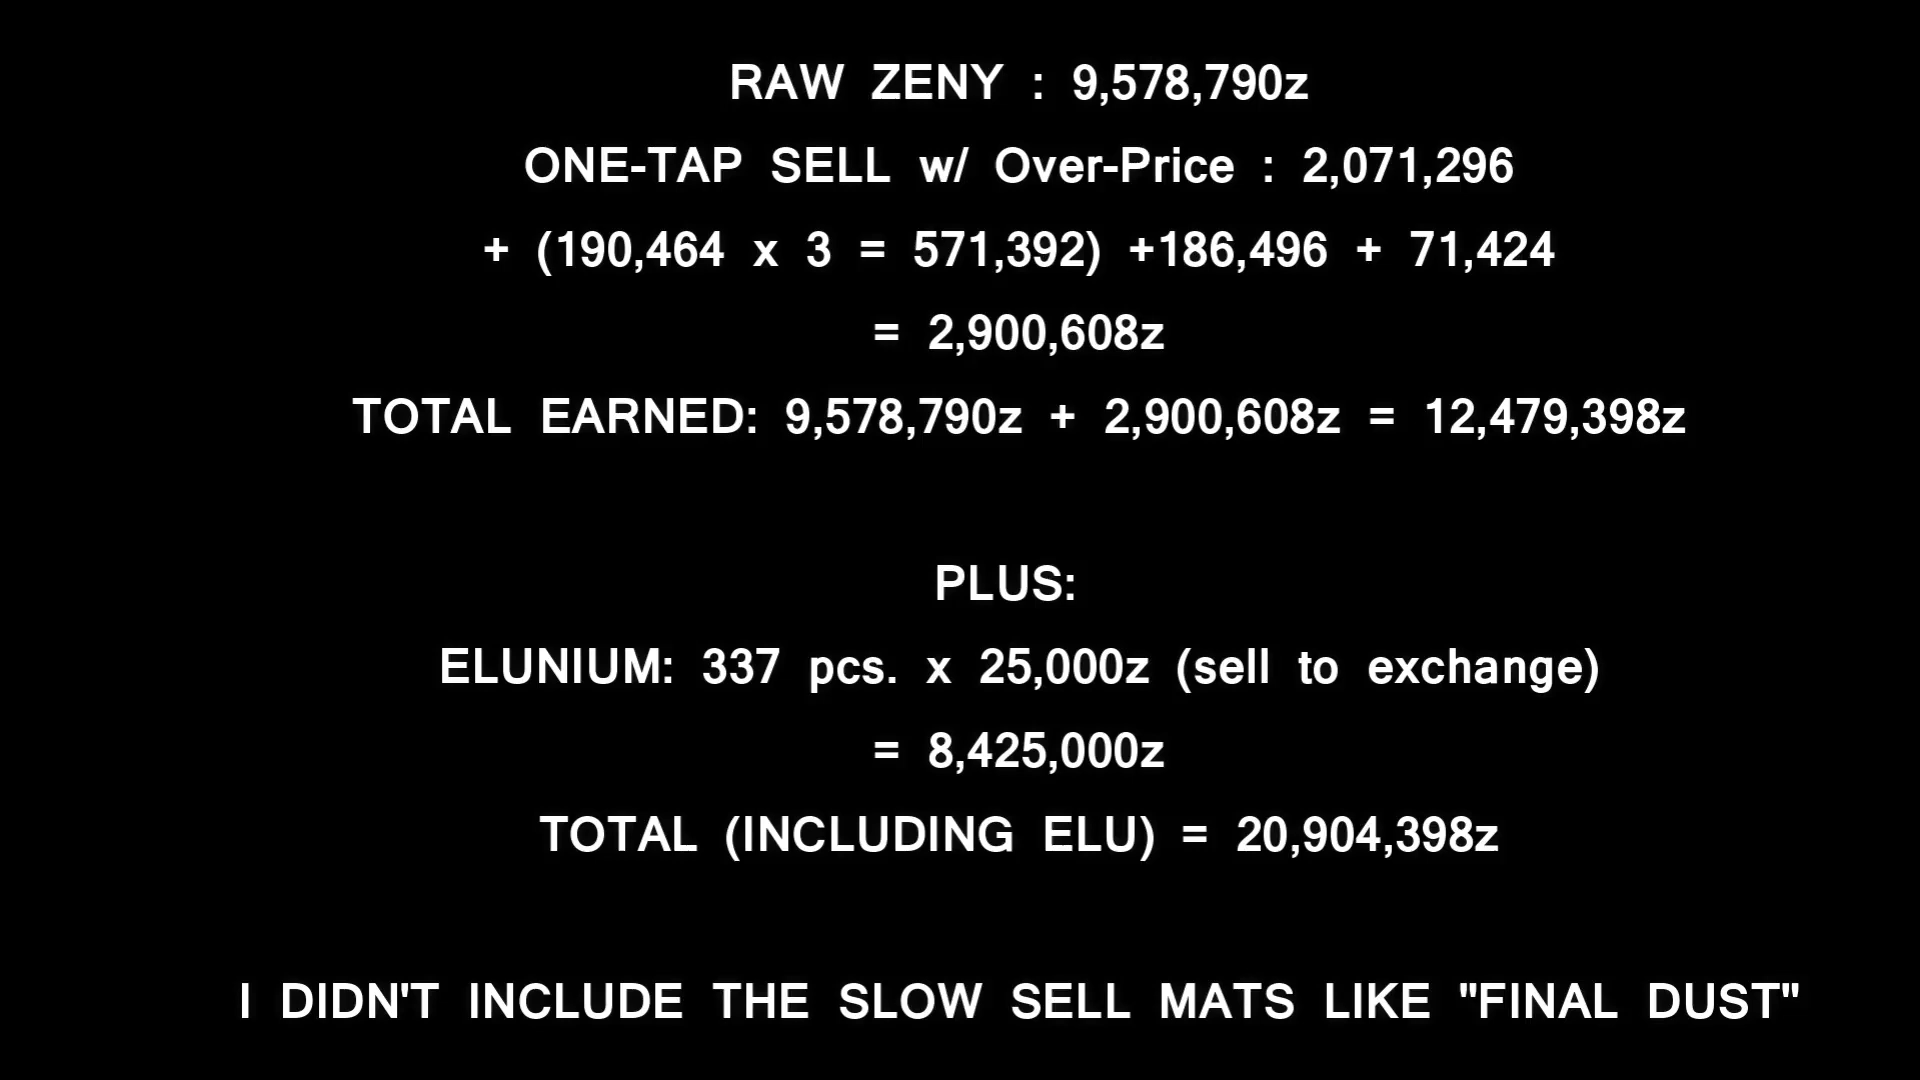 RAW ZENY : 9,578,790z
ONE-TAP SELL w/ Over-Price : 2,071,296
+ (190,464 x 3 = 571,392) +186,496 + 71,424
= 2,900,608z
TOTAL EARNED: 9,578,790z + 2,900,608z = 12,479,398z
PLUS:
ELUNIUM: 337 pcs. x 25,000z (sell to exchange)
= 8,425,000z
TOTAL (INCLUDING ELU) = 20,904,398z
I DIDN'T INCLUDE THE SLOW SELL MATS LIKE "FINAL DUST"